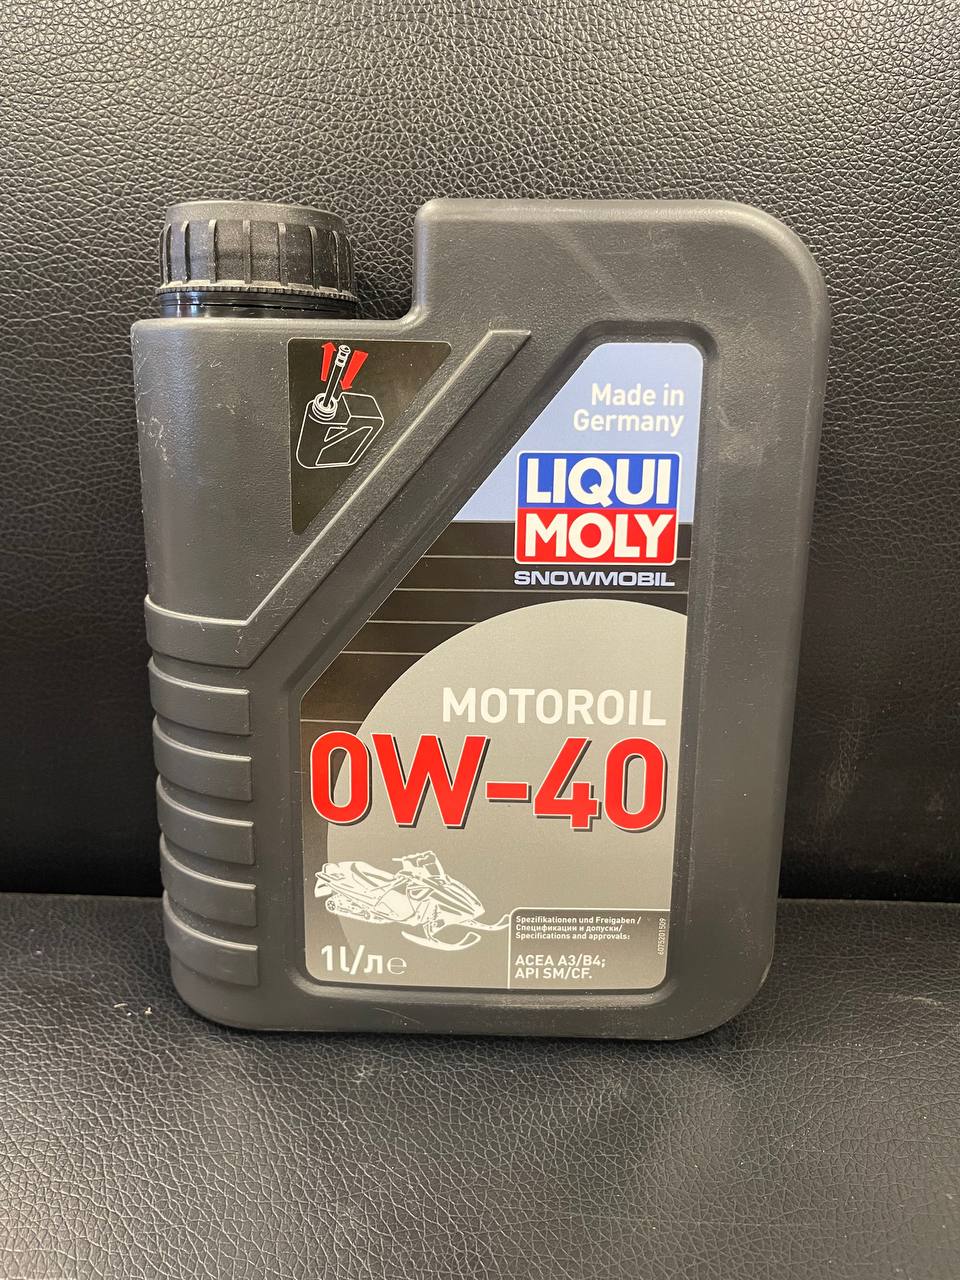 Made in
Germany
LIQUI
MOLY
SNOWMOBIL
MOTOROIL
0W-40
1l/л℮
Spezifikationen und Freigaben /
Спецификации и допуски/
Specifications and approvals:
ACEA A3/B4;
API SM/CF.
6075201509